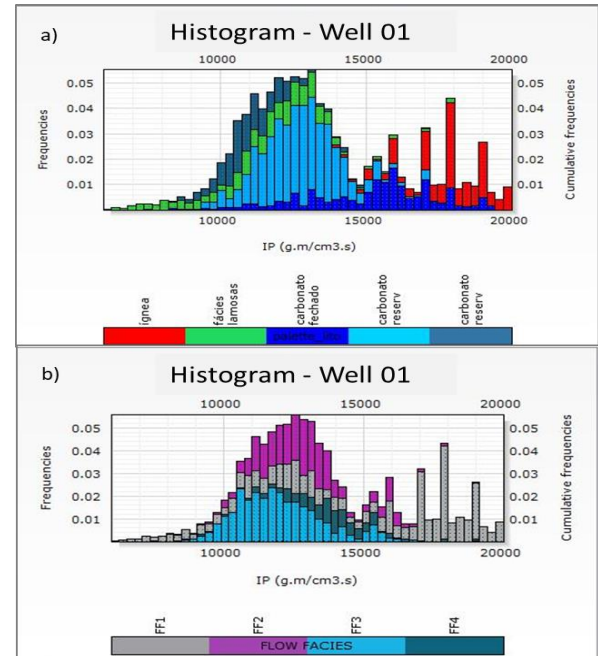 a)
Histogram - Well 01
10000 15000 20000
0.05 0.05
0.04 0.04
0.03 0.03
0.02 0.02
0.01 0.01
Frequencies
Cumulative frequencies
10000 15000 20000
IP (g.m/cm3.s)
ígnea
fácies lamosas
carbonato fechado
carbonato reserv
carbonato reserv
b)
Histogram - Well 01
10000 15000 20000
0.05 0.05
0.04 0.04
0.03 0.03
0.02 0.02
0.01 0.01
Frequencies
Cumulative frequencies
10000 15000 20000
IP (g.m/cm3.s)
FF1
FF2
FF3
FF4
FLOW FACIES